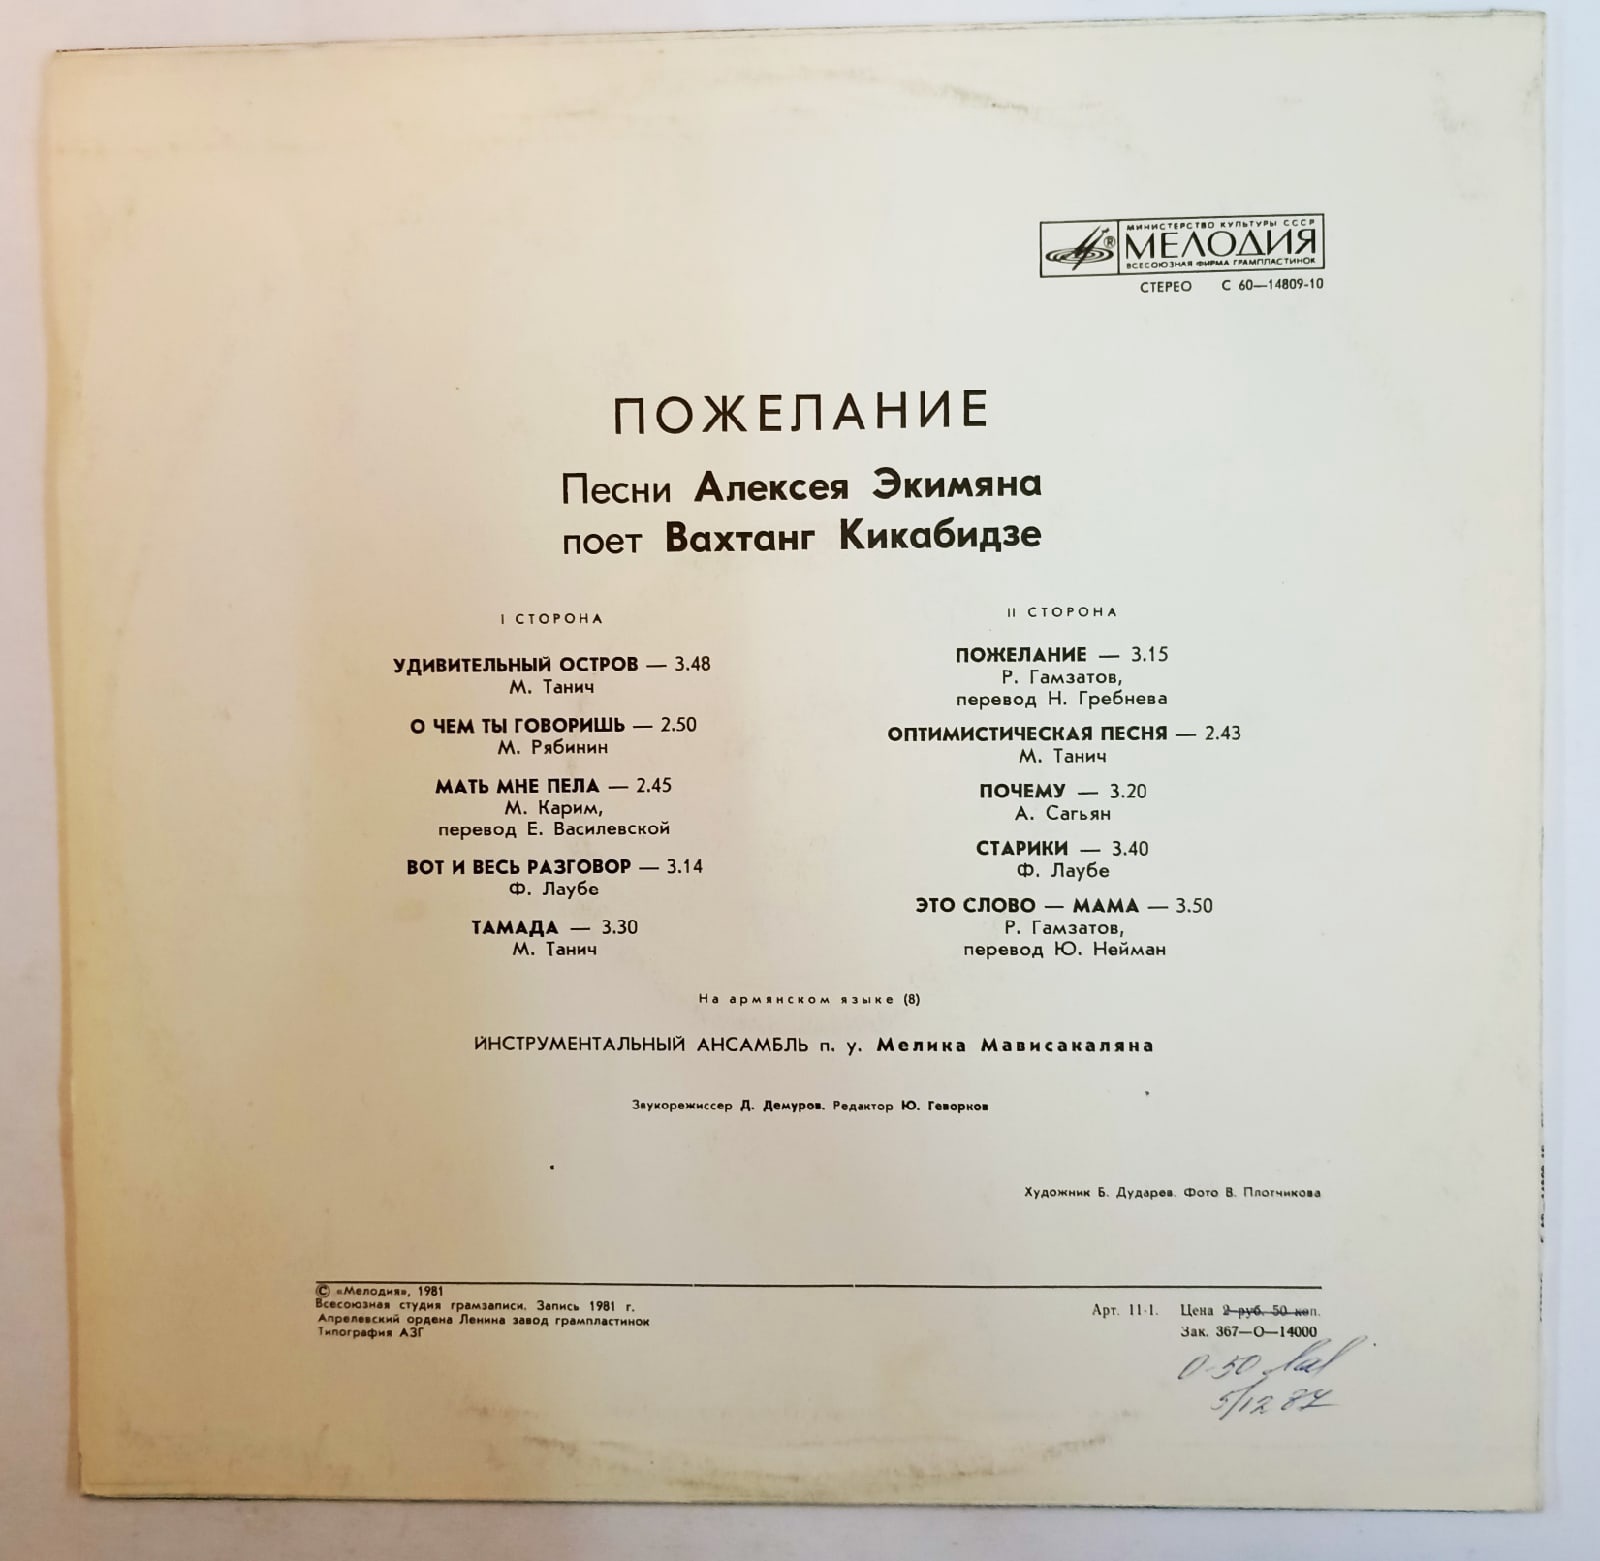 МИНИСТЕРСТВО КУЛЬТУРЫ СССР
МЕЛОДИЯ
ВСЕСОЮЗНАЯ ФИРМА ГРАМПЛАСТИНОК
СТЕРЕО С 60—14809-10
ПОЖЕЛАНИЕ
Песни Алексея Экимяна
поет Вахтанг Кикабидзе
I СТОРОНА
УДИВИТЕЛЬНЫЙ ОСТРОВ — 3.48
М. Танич
О ЧЕМ ТЫ ГОВОРИШЬ — 2.50
М. Рябинин
МАТЬ МНЕ ПЕЛА — 2.45
М. Карим,
перевод Е. Василевской
ВОТ И ВЕСЬ РАЗГОВОР — 3.14
Ф. Лаубе
ТАМАДА — 3.30
М. Танич
II СТОРОНА
ПОЖЕЛАНИЕ — 3.15
Р. Гамзатов,
перевод Н. Гребнева
ОПТИМИСТИЧЕСКАЯ ПЕСНЯ — 2.43
М. Танич
ПОЧЕМУ — 3.20
А. Сагьян
СТАРИКИ — 3.40
Ф. Лаубе
ЭТО СЛОВО — МАМА — 3.50
Р. Гамзатов,
перевод Ю. Нейман
На армянском языке (8)
ИНСТРУМЕНТАЛЬНЫЙ АНСАМБЛЬ п. у. Мелика Мависакаляна
Звукорежиссер Д. Демуров. Редактор Ю. Геворков
Художник Б. Дударев. Фото В. Плотчикова
© «Мелодия», 1981
Всесоюзная студия грамзаписи. Запись 1981 г.
Апрелевский ордена Ленина завод грампластинок
Типография АЗГ
Арт. 11-1. Цена 2 руб. 50 коп.
Зак. 367—О—14000
0-50
5/12 87